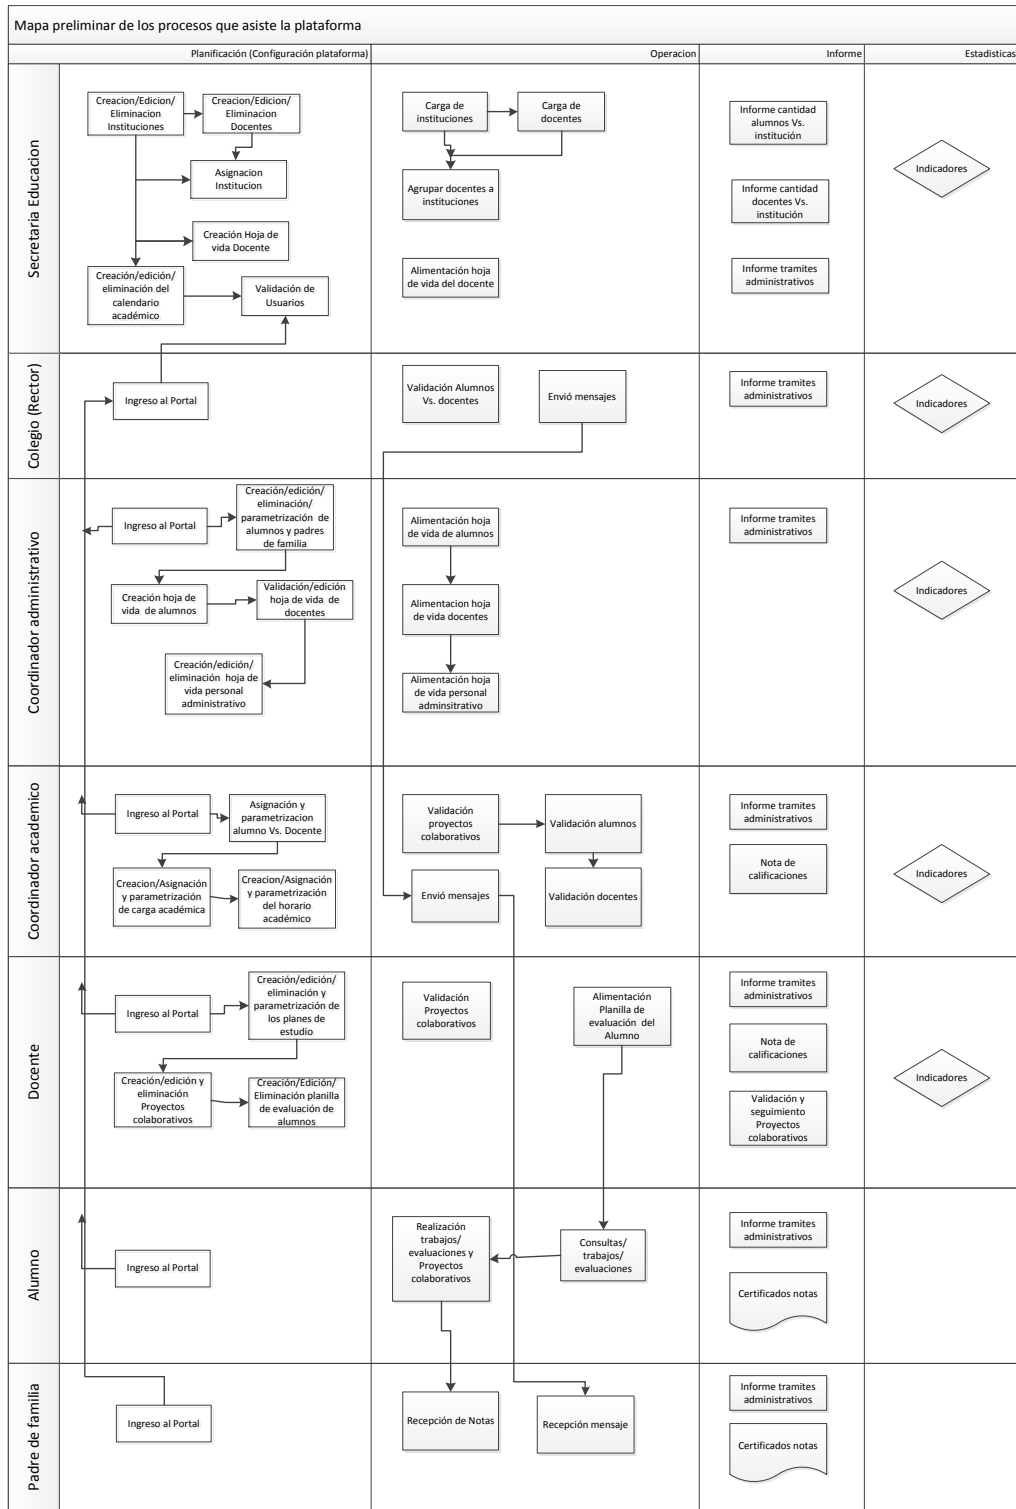 Mapa preliminar de los procesos que asiste la plataforma
Planificación (Configuración plataforma)
Operacion
Informe
Estadisticas
Secretaria Educacion
Creacion/Edicion/
Eliminacion
Instituciones
Creacion/Edicion/
Eliminacion
Docentes
Asignacion
Institucion
Creación Hoja de
vida Docente
Creación/edición/
eliminación del
calendario
académico
Validación de
Usuarios
Carga de
instituciones
Carga de
docentes
Agrupar docentes a
instituciones
Alimentación hoja
de vida del docente
Informe cantidad
alumnos Vs.
institución
Informe cantidad
docentes Vs.
institución
Informe tramites
administrativos
Indicadores
Colegio (Rector)
Ingreso al Portal
Validación Alumnos
Vs. docentes
Envió mensajes
Informe tramites
administrativos
Indicadores
Coordinador administrativo
Ingreso al Portal
Creación/edición/
eliminación/
parametrización de
alumnos y padres
de familia
Creación hoja de
vida de alumnos
Validación/edición
hoja de vida de
docentes
Creación/edición/
eliminación hoja de
vida personal
administrativo
Alimentación hoja
de vida de alumnos
Alimentacion hoja
de vida docentes
Alimentación hoja
de vida personal
adminsitrativo
Informe tramites
administrativos
Indicadores
Coordinador academico
Ingreso al Portal
Asignación y
parametrizacion
alumno Vs. Docente
Creacion/Asignación
y parametrización
de carga académica
Creacion/Asignación
y parametrización
del horario
académico
Validación
proyectos
colaborativos
Validación alumnos
Envió mensajes
Validación docentes
Informe tramites
administrativos
Nota de
calificaciones
Indicadores
Docente
Ingreso al Portal
Creación/edición/
eliminación y
parametrización de
los planes de
estudio
Creación/edición y
eliminación
Proyectos
colaborativos
Creación/Edición/
Eliminación planilla
de evaluación de
alumnos
Validación
Proyectos
colaborativos
Alimentación
Planilla de
evaluación del
Alumno
Informe tramites
administrativos
Nota de
calificaciones
Validación y
seguimiento
Proyectos
colaborativos
Indicadores
Alumno
Ingreso al Portal
Realización
trabajos/
evaluaciones y
Proyectos
colaborativos
Consultas/
trabajos/
evaluaciones
Informe tramites
administrativos
Certificados notas
Padre de familia
Ingreso al Portal
Recepción de Notas
Recepción mensaje
Informe tramites
administrativos
Certificados notas